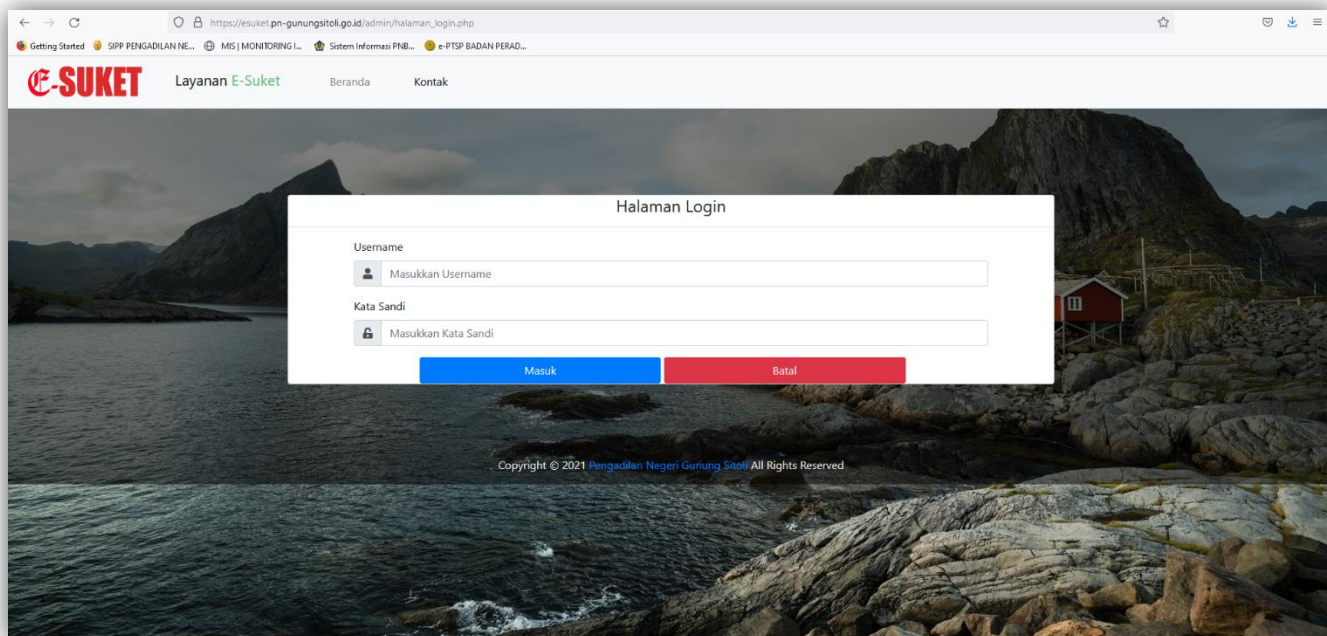 https://esuket.pn-gunungsitoli.go.id/admin/halaman_login.php
Getting Started SIPP PENGADILAN NE... MIS | MONITORING I... Sistem Informasi PNB... e-PTSP BADAN PERAD...
E-SUKET Layanan E-Suket Beranda Kontak
Halaman Login
Username
Masukkan Username
Kata Sandi
Masukkan Kata Sandi
Masuk Batal
Copyright © 2021 Pengadilan Negeri Gunung Sitoli All Rights Reserved